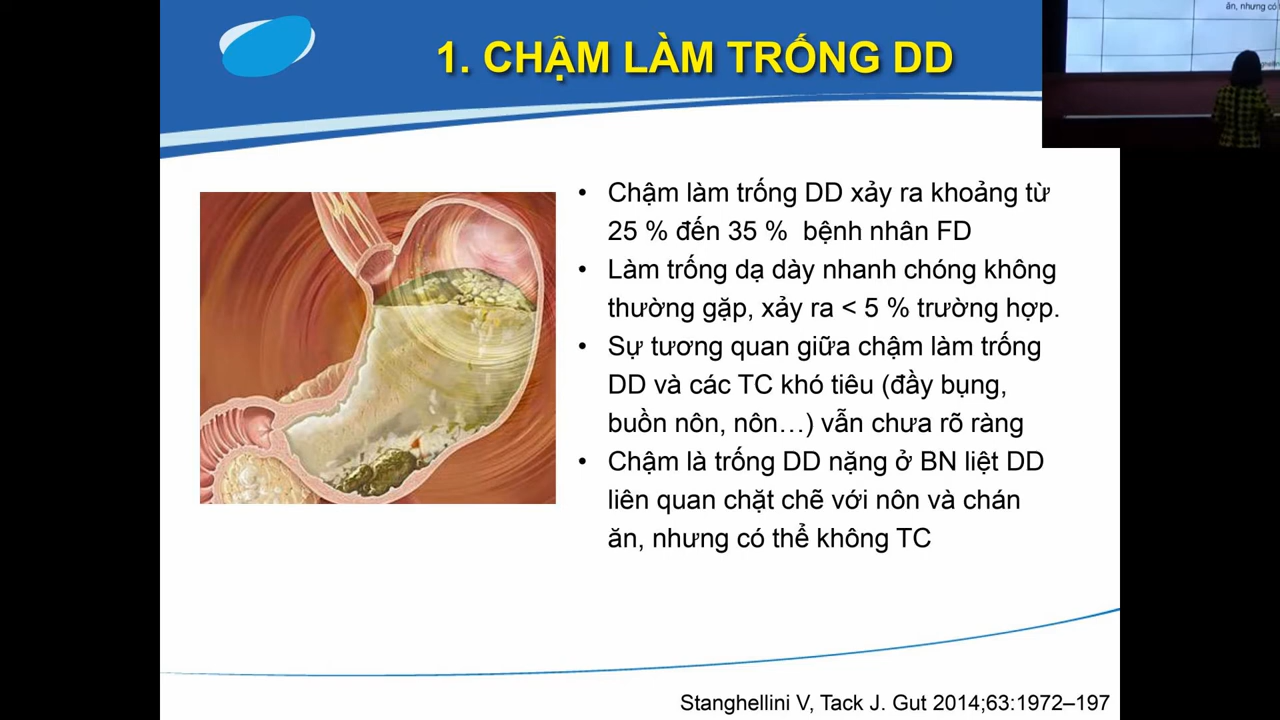 1. CHẬM LÀM TRỐNG DD
ăn, nhưng có
• Chậm làm trống DD xảy ra khoảng từ
25 % đến 35 %  bệnh nhân FD
• Làm trống dạ dày nhanh chóng không
thường gặp, xảy ra < 5 % trường hợp.
• Sự tương quan giữa chậm làm trống
DD và các TC khó tiêu (đầy bụng,
buồn nôn, nôn…) vẫn chưa rõ ràng
• Chậm là trống DD nặng ở BN liệt DD
liên quan chặt chẽ với nôn và chán
ăn, nhưng có thể không TC
Stanghellini V, Tack J. Gut 2014;63:1972–197